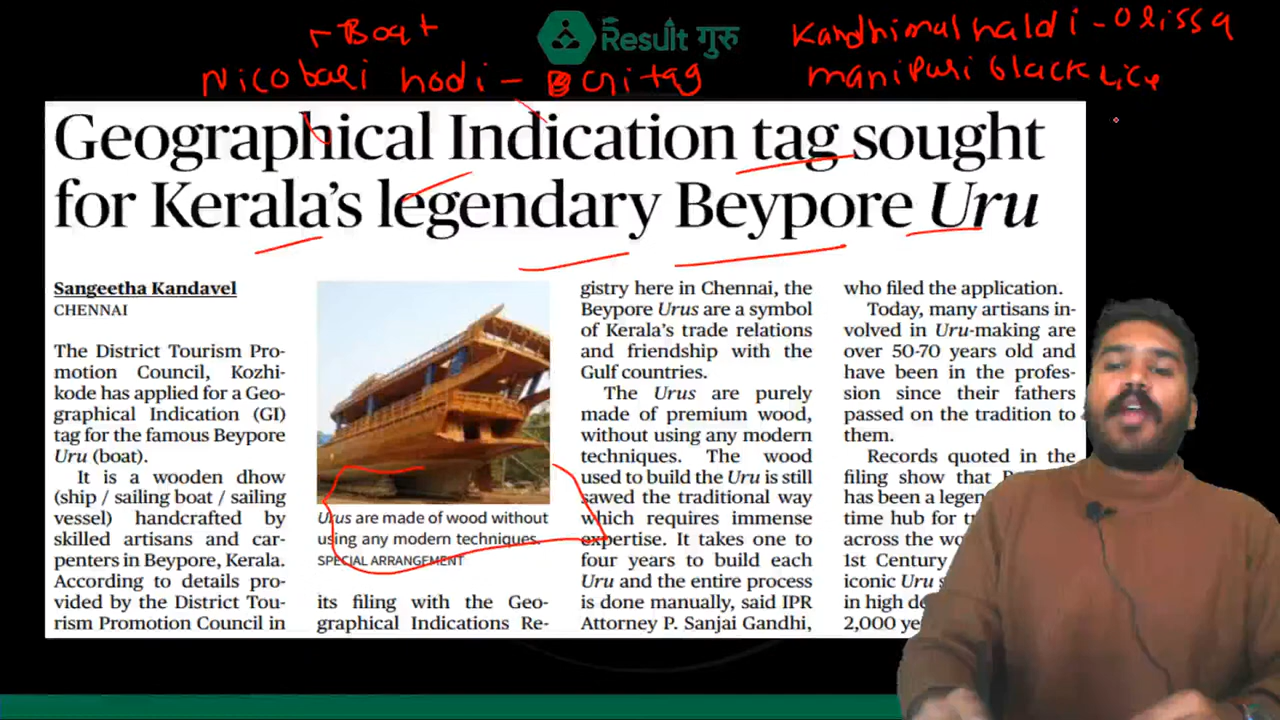 Boat
Nicobari hodi - GI tag
Result गुरु
Kandhimal haldi - Olissa
manipuri black rice
Geographical Indication tag sought
for Kerala's legendary Beypore Uru
Sangeetha Kandavel
CHENNAI
The District Tourism Pro-
motion Council, Kozhi-
kode has applied for a Geo-
graphical Indication (GI)
tag for the famous Beypore
Uru (boat).
It is a wooden dhow
(ship / sailing boat / sailing
vessel) handcrafted by
skilled artisans and car-
penters in Beypore, Kerala.
According to details pro-
vided by the District Tou-
rism Promotion Council in
Urus are made of wood without
using any modern techniques.
SPECIAL ARRANGEMENT
its filing with the Geo-
graphical Indications Re-
gistry here in Chennai, the
Beypore Urus are a symbol
of Kerala's trade relations
and friendship with the
Gulf countries.
The Urus are purely
made of premium wood,
without using any modern
techniques. The wood
used to build the Uru is still
sawed the traditional way
which requires immense
expertise. It takes one to
four years to build each
Uru and the entire process
is done manually, said IPR
Attorney P. Sanjai Gandhi,
who filed the application.
Today, many artisans in-
volved in Uru-making are
over 50-70 years old and
have been in the profes-
sion since their fathers
passed on the tradition to
them.
Records quoted in the
filing show that
has been a
time hub for
across the
1st Century
iconic Uru
in high
2,000